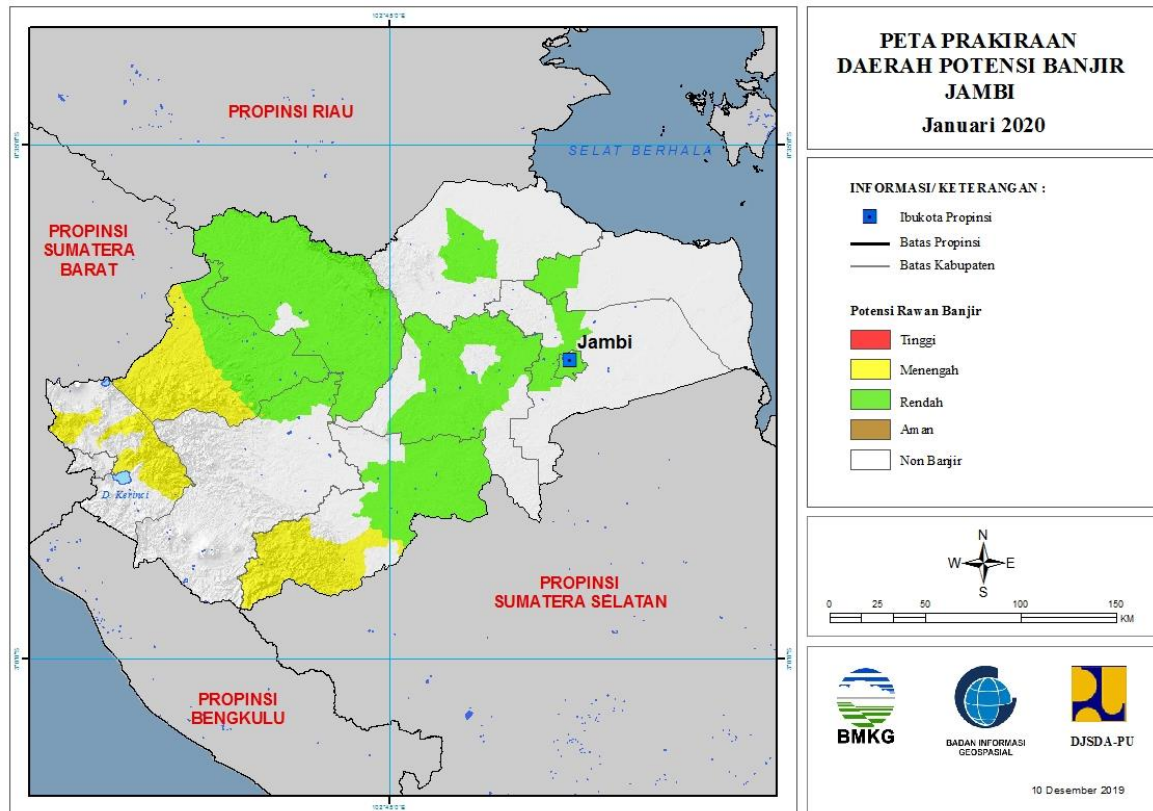 PROPINSI RIAU
SELAT BERHALA
PROPINSI
SUMATERA
BARAT
Jambi
D. Kerinci
PROPINSI
SUMATERA SELATAN
PROPINSI
BENGKULU
PETA PRAKIRAAN
DAERAH POTENSI BANJIR
JAMBI
Januari 2020
INFORMASI/KETERANGAN :
Ibukota Propinsi
Batas Propinsi
Batas Kabupaten
Potensi Rawan Banjir
Tinggi
Menengah
Rendah
Aman
Non Banjir
N
W E
S
0 25 50 100 150
KM
BMKG
BADAN INFORMASI
GEOSPASIAL
DJSDA-PU
10 Desember 2019